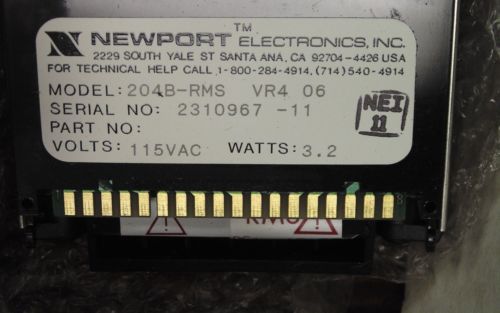 NEWPORT ELECTRONICS, INC.™
2229 SOUTH YALE ST SANTA ANA, CA 92704-4426 USA
FOR TECHNICAL HELP CALL 1-800-284-4914, (714) 540-4914
MODEL: 204B-RMS VR4 06
SERIAL NO: 2310967 -11
NEI
11
PART NO:
VOLTS: 115VAC WATTS: 3.2